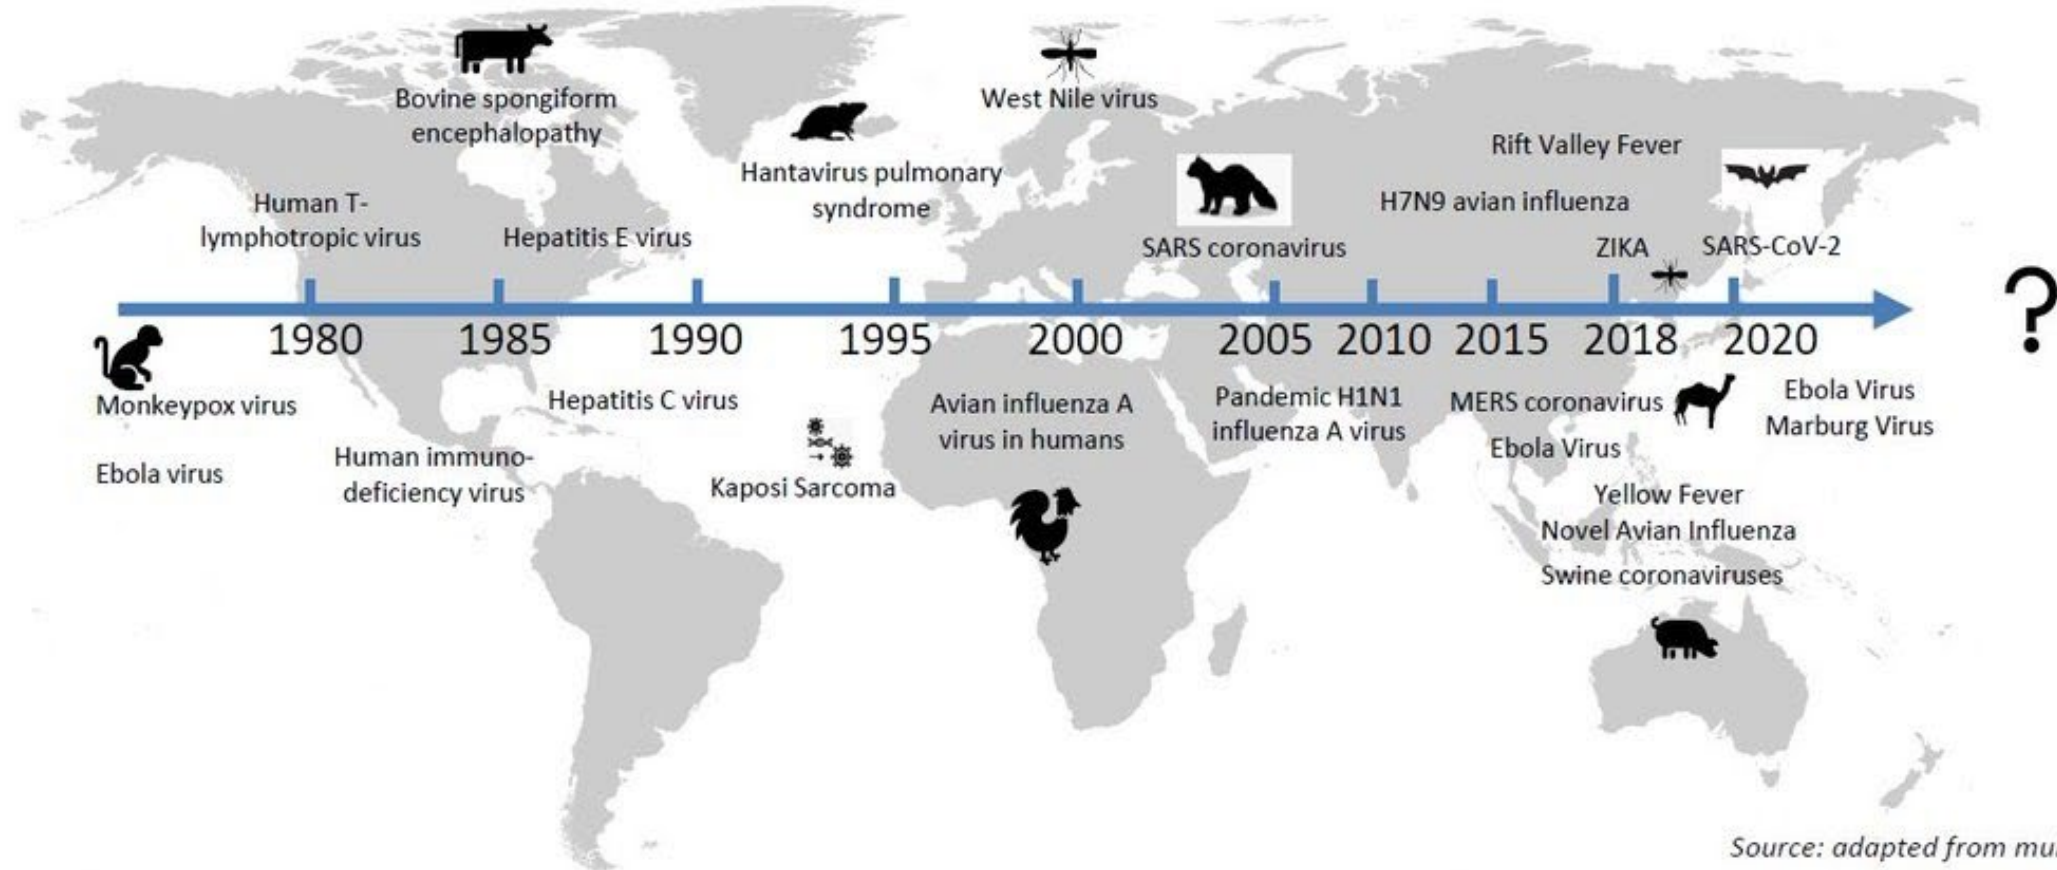 Bovine spongiform
encephalopathy
West Nile virus
Rift Valley Fever
Hantavirus pulmonary
syndrome
Human T-
lymphotropic virus
Hepatitis E virus
H7N9 avian influenza
SARS coronavirus
ZIKA
SARS-CoV-2
?
1980
1985
1990
1995
2000
2005
2010
2015
2018
2020
Monkeypox virus
Ebola virus
Human immuno-
deficiency virus
Hepatitis C virus
Kaposi Sarcoma
Avian influenza A
virus in humans
Pandemic H1N1
influenza A virus
MERS coronavirus
Ebola Virus
Ebola Virus
Marburg Virus
Yellow Fever
Novel Avian Influenza
Swine coronaviruses
Source: adapted from